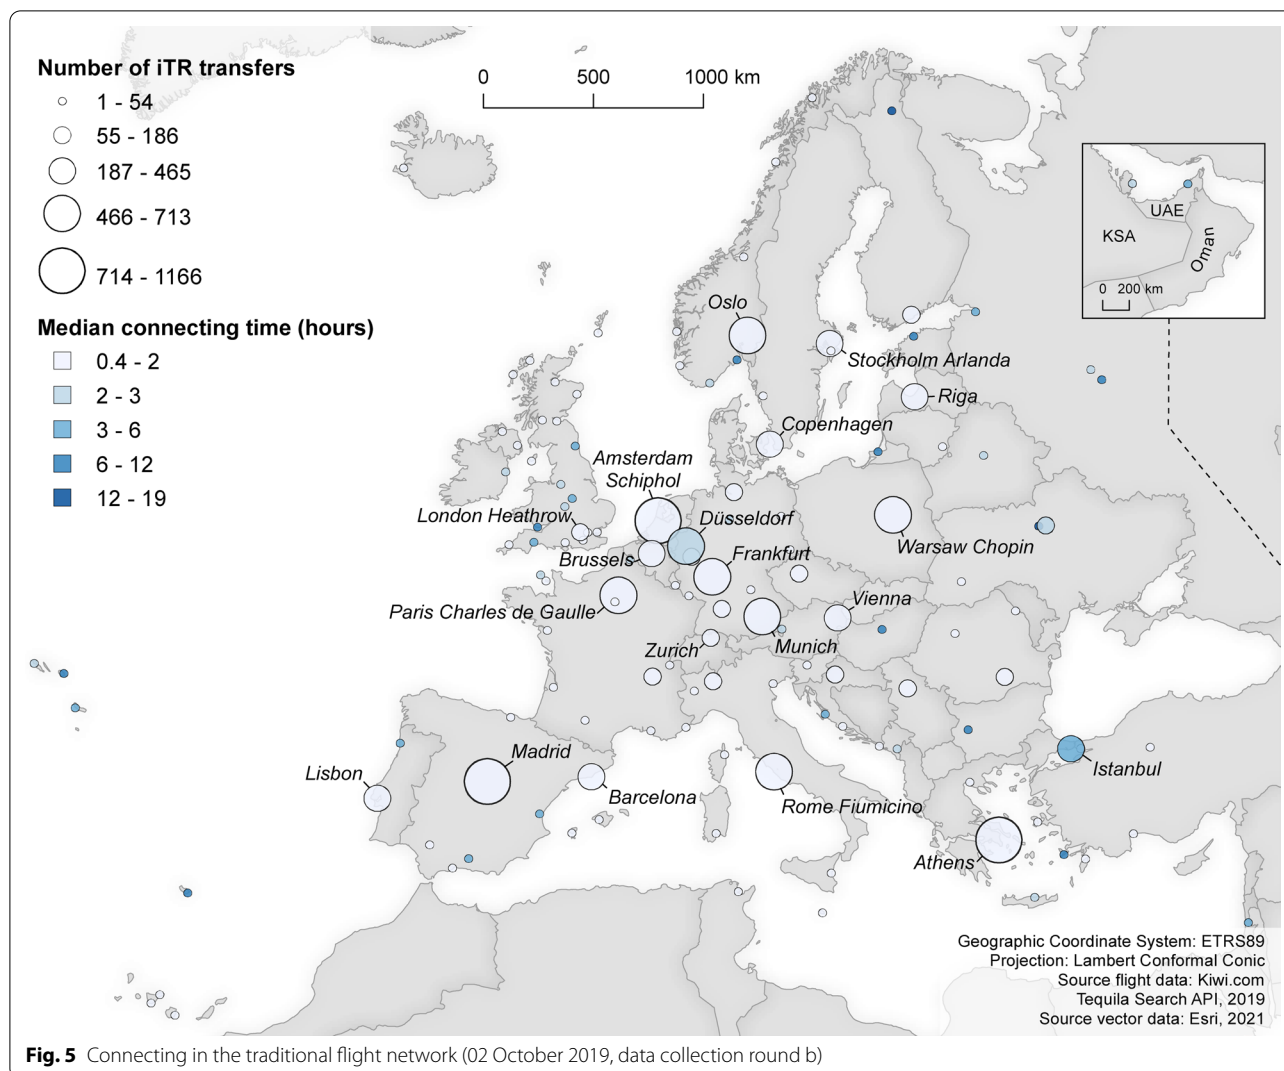 Number of iTR transfers
1 - 54
55 - 186
187 - 465
466 - 713
714 - 1166
Median connecting time (hours)
0.4 - 2
2 - 3
3 - 6
6 - 12
12 - 19
0 500 1000 km
UAE
KSA
Oman
0 200 km
Oslo
Stockholm Arlanda
Riga
Copenhagen
Amsterdam
Schiphol
London Heathrow
Düsseldorf
Warsaw Chopin
Brussels
Frankfurt
Paris Charles de Gaulle
Vienna
Zurich
Munich
Madrid
Lisbon
Barcelona
Istanbul
Rome Fiumicino
Athens
Geographic Coordinate System: ETRS89
Projection: Lambert Conformal Conic
Source flight data: Kiwi.com
Tequila Search API, 2019
Source vector data: Esri, 2021
Fig. 5 Connecting in the traditional flight network (02 October 2019, data collection round b)